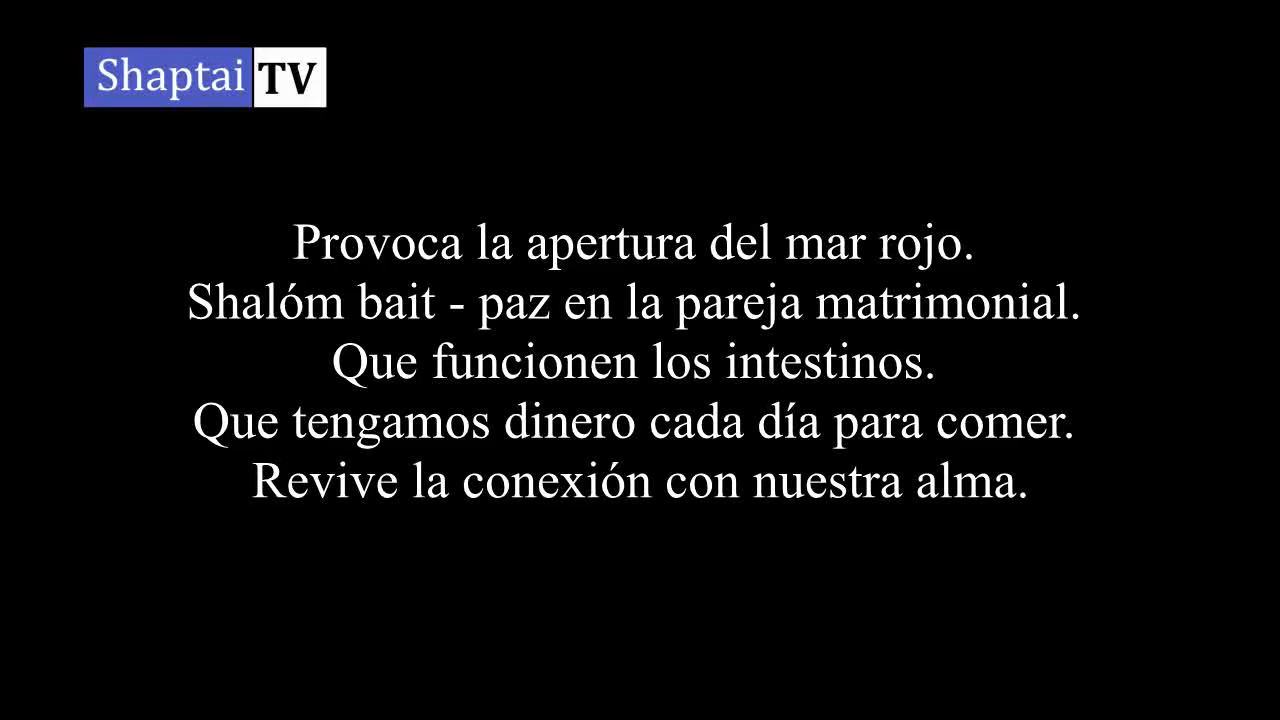 Shaptai TV
Provoca la apertura del mar rojo.
Shalóm bait - paz en la pareja matrimonial.
Que funcionen los intestinos.
Que tengamos dinero cada día para comer.
Revive la conexión con nuestra alma.